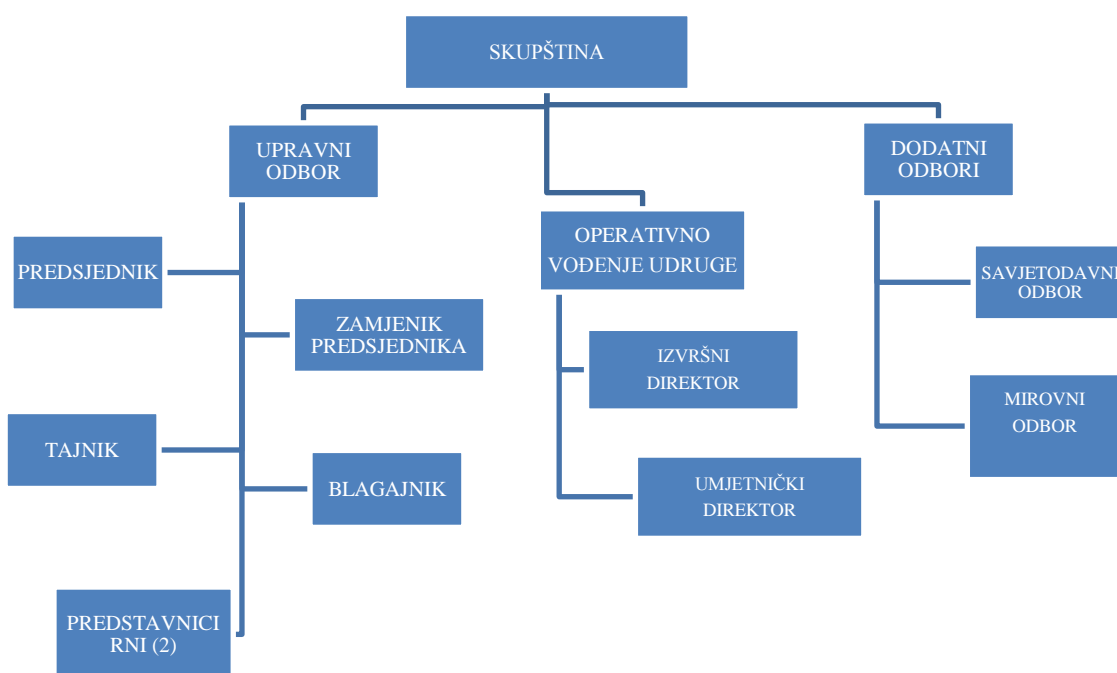 SKUPŠTINA
UPRAVNI
ODBOR
DODATNI
ODBORI
OPERATIVNO
VOĐENJE UDRUGE
PREDSJEDNIK
SAVJETODAVNI
ODBOR
ZAMJENIK
PREDSJEDNIKA
IZVRŠNI
DIREKTOR
MIROVNI
ODBOR
TAJNIK
BLAGAJNIK
UMJETNIČKI
DIREKTOR
PREDSTAVNICI
RNI (2)